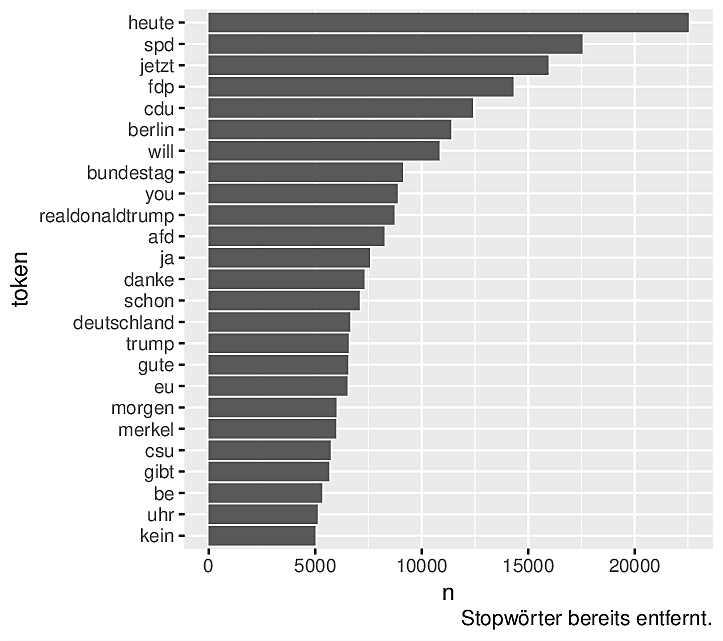 heute
spd
jetzt
fdp
cdu
berlin
will
bundestag
you
realdonaldtrump
afd
ja
danke
schon
deutschland
trump
gute
eu
morgen
merkel
csu
gibt
be
uhr
kein
token
0 5000 10000 15000 20000
n
Stopwörter bereits entfernt.